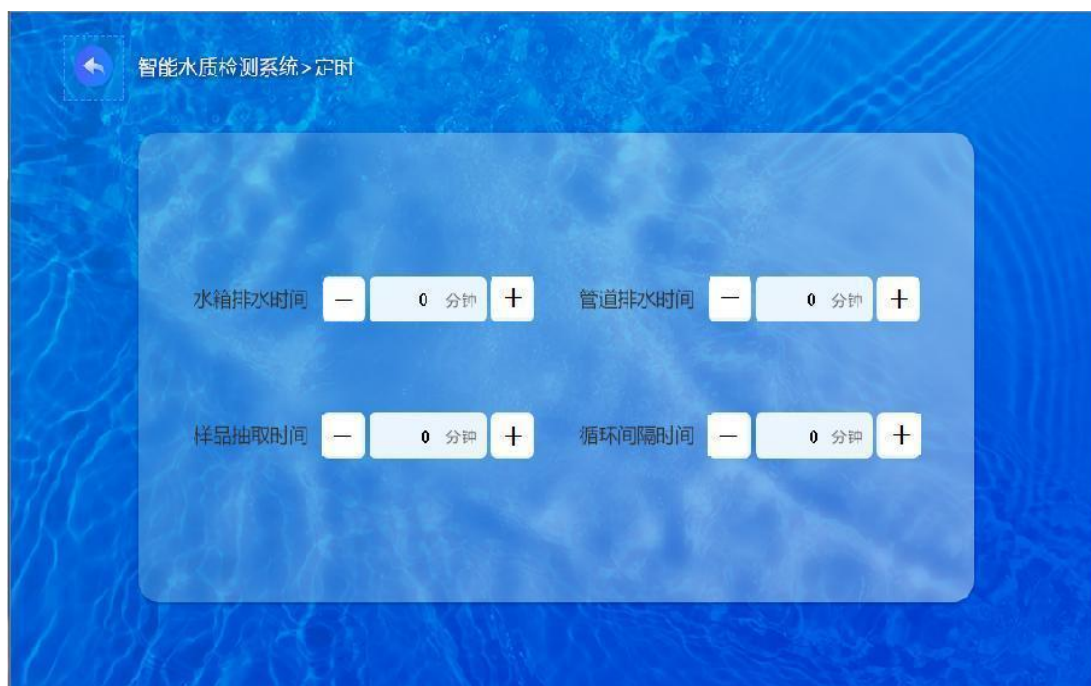 智能水质检测系统>定时
水箱排水时间 — 0 分钟 + 管道排水时间 — 0 分钟 +
样品抽取时间 — 0 分钟 + 循环间隔时间 — 0 分钟 +